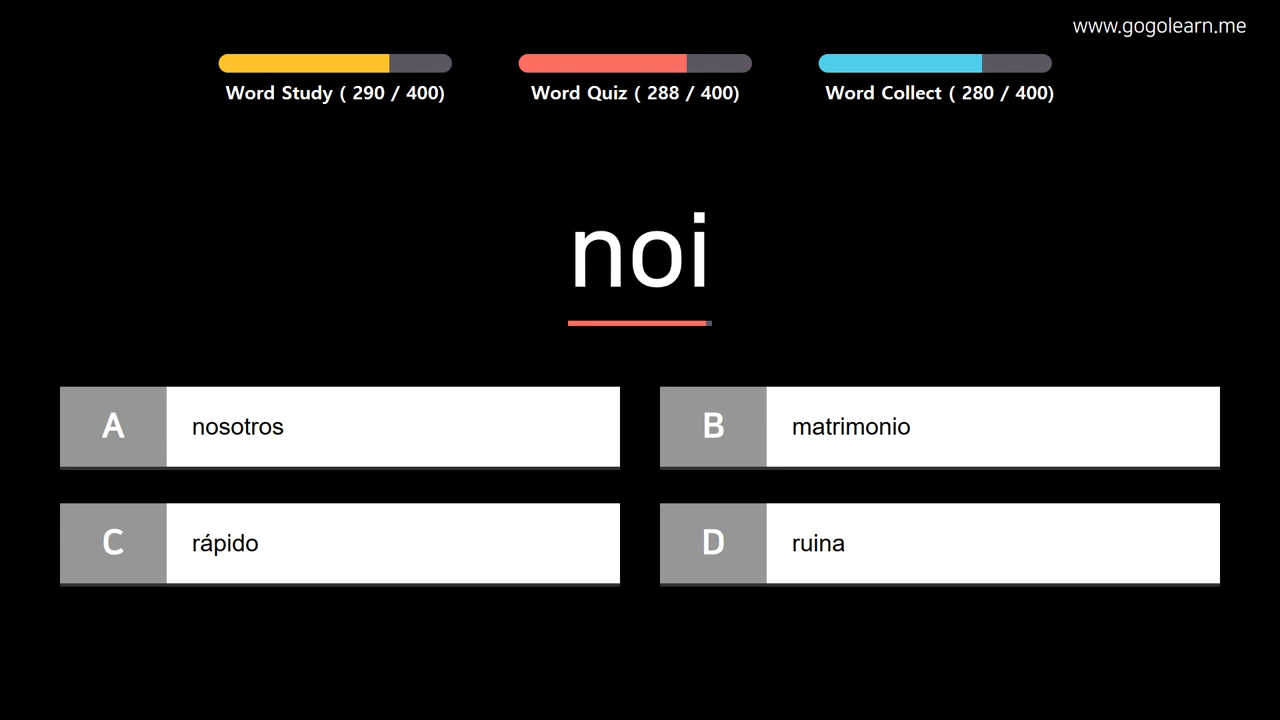 www.gogolearn.me
Word Study ( 290 / 400)
Word Quiz ( 288 / 400)
Word Collect ( 280 / 400)
noi
A nosotros
B matrimonio
C rápido
D ruina